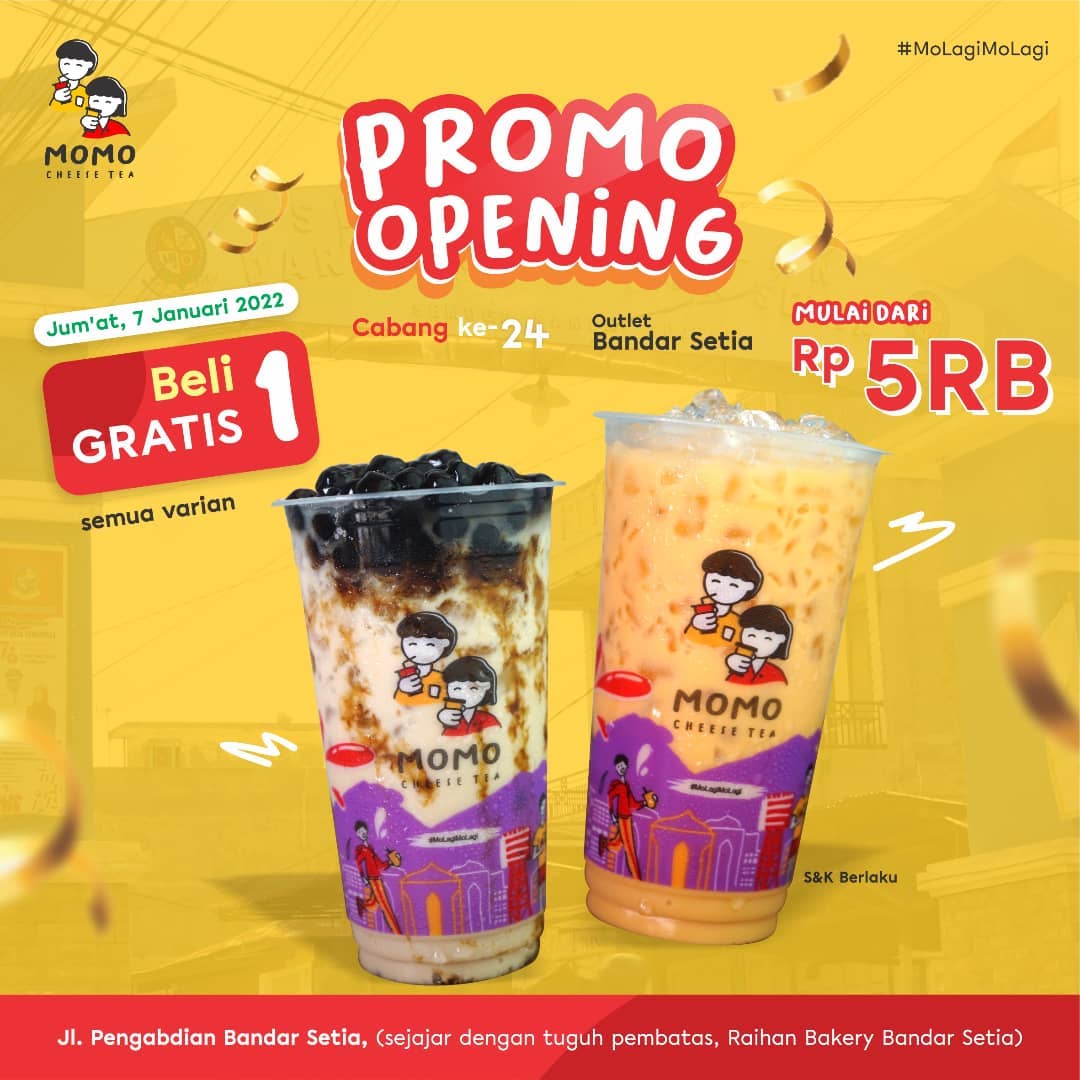 MOMO
CHEESE TEA
#MoLagiMoLagi
PROMO
OPENING
Jum'at, 7 Januari 2022
Beli
GRATIS 1
semua varian
Cabang ke-24
Outlet
Bandar Setia
MULAI DARI
Rp 5RB
MOMO
CHEESE TEA
#MoLagiMoLagi
MOMO
CHEESE TEA
#MoLagiMoLagi
S&K Berlaku
Jl. Pengabdian Bandar Setia, (sejajar dengan tuguh pembatas, Raihan Bakery Bandar Setia)